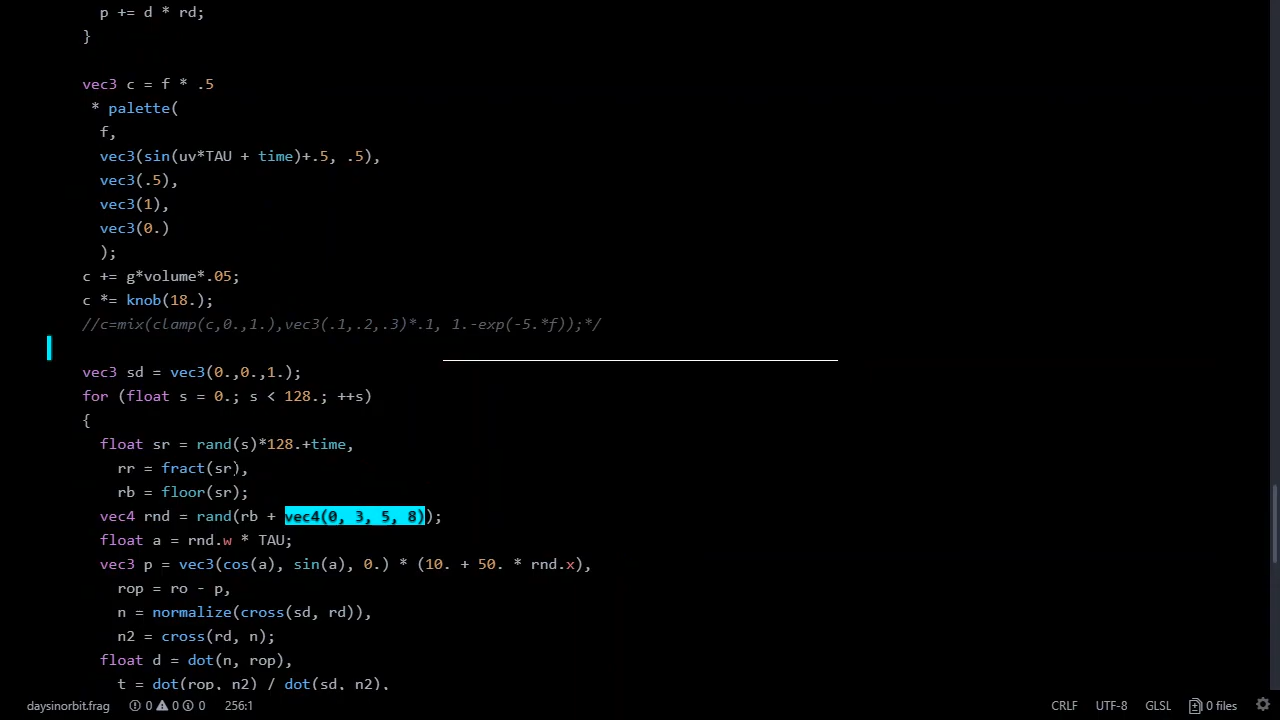 p += d * rd;
}
vec3 c = f * .5
* palette(
f,
vec3(sin(uv*TAU + time)+.5, .5),
vec3(.5),
vec3(1),
vec3(0.)
);
c += g*volume*.05;
c *= knob(18.);
//c=mix(clamp(c,0.,1.),vec3(.1,.2,.3)*.1, 1.-exp(-5.*f));*/
vec3 sd = vec3(0.,0.,1.);
for (float s = 0.; s < 128.; ++s)
{
float sr = rand(s)*128.+time,
rr = fract(sr),
rb = floor(sr);
vec4 rnd = rand(rb + vec4(0, 3, 5, 8));
float a = rnd.w * TAU;
vec3 p = vec3(cos(a), sin(a), 0.) * (10. + 50. * rnd.x),
rop = ro - p,
n = normalize(cross(sd, rd)),
n2 = cross(rd, n);
float d = dot(n, rop),
t = dot(rop, n2) / dot(sd, n2),
daysinorbit.frag 0 0 0 256:1 CRLF UTF-8 GLSL 0 files